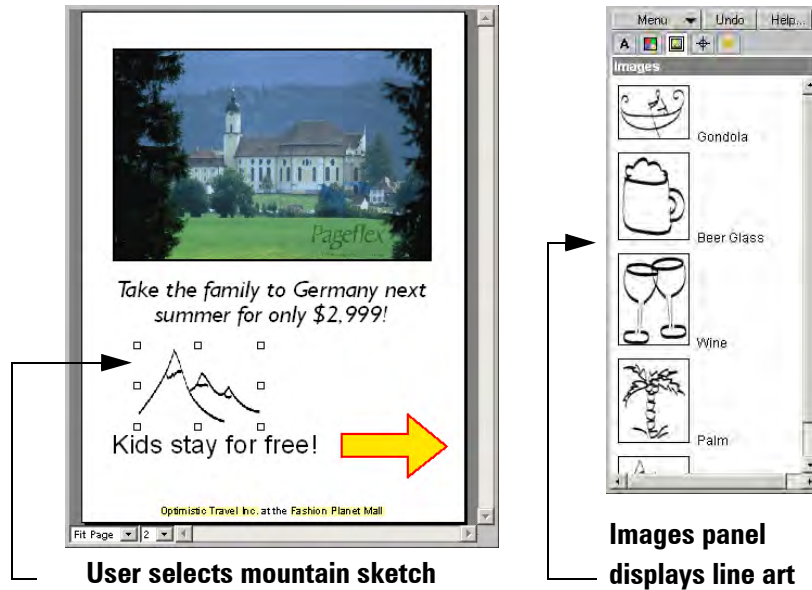 Pageflex
Take the family to Germany next
summer for only $2,999!
Kids stay for free!
Optimistic Travel Inc. at the Fashion Planet Mall
Fit Page 2
User selects mountain sketch
Menu Undo Help...
A
Images
Gondola
Beer Glass
Wine
Palm
Images panel
displays line art